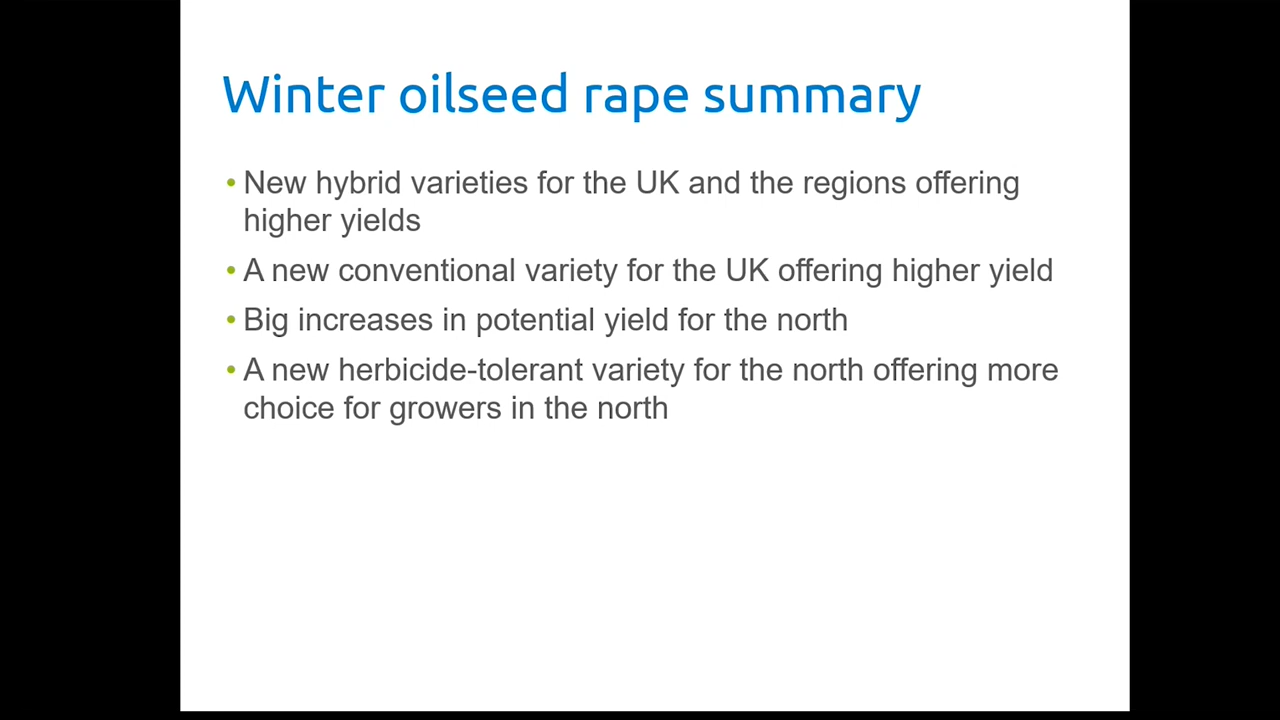 Winter oilseed rape summary
• New hybrid varieties for the UK and the regions offering
higher yields
• A new conventional variety for the UK offering higher yield
• Big increases in potential yield for the north
• A new herbicide-tolerant variety for the north offering more
choice for growers in the north